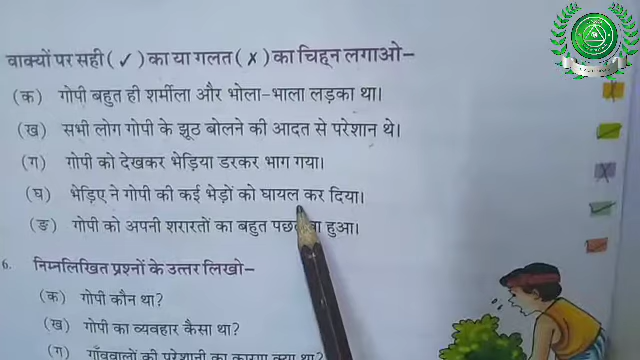 वाक्यों पर सही ( ✓ ) का या गलत ( ✗ ) का चिह्न लगाओ–
(क) गोपी बहुत ही शर्मीला और भोला-भाला लड़का था।
(ख) सभी लोग गोपी के झूठ बोलने की आदत से परेशान थे।
(ग) गोपी को देखकर भेड़िया डरकर भाग गया।
(घ) भेड़िए ने गोपी की कई भेड़ों को घायल कर दिया।
(ङ) गोपी को अपनी शरारतों का बहुत हुआ।
6. निम्नलिखित प्रश्नों के उत्तर लिखो–
(क) गोपी कौन था?
(ख) गोपी का व्यवहार कैसा था?
(ग) गाँववालों की परेशानी का कारण क्या था?